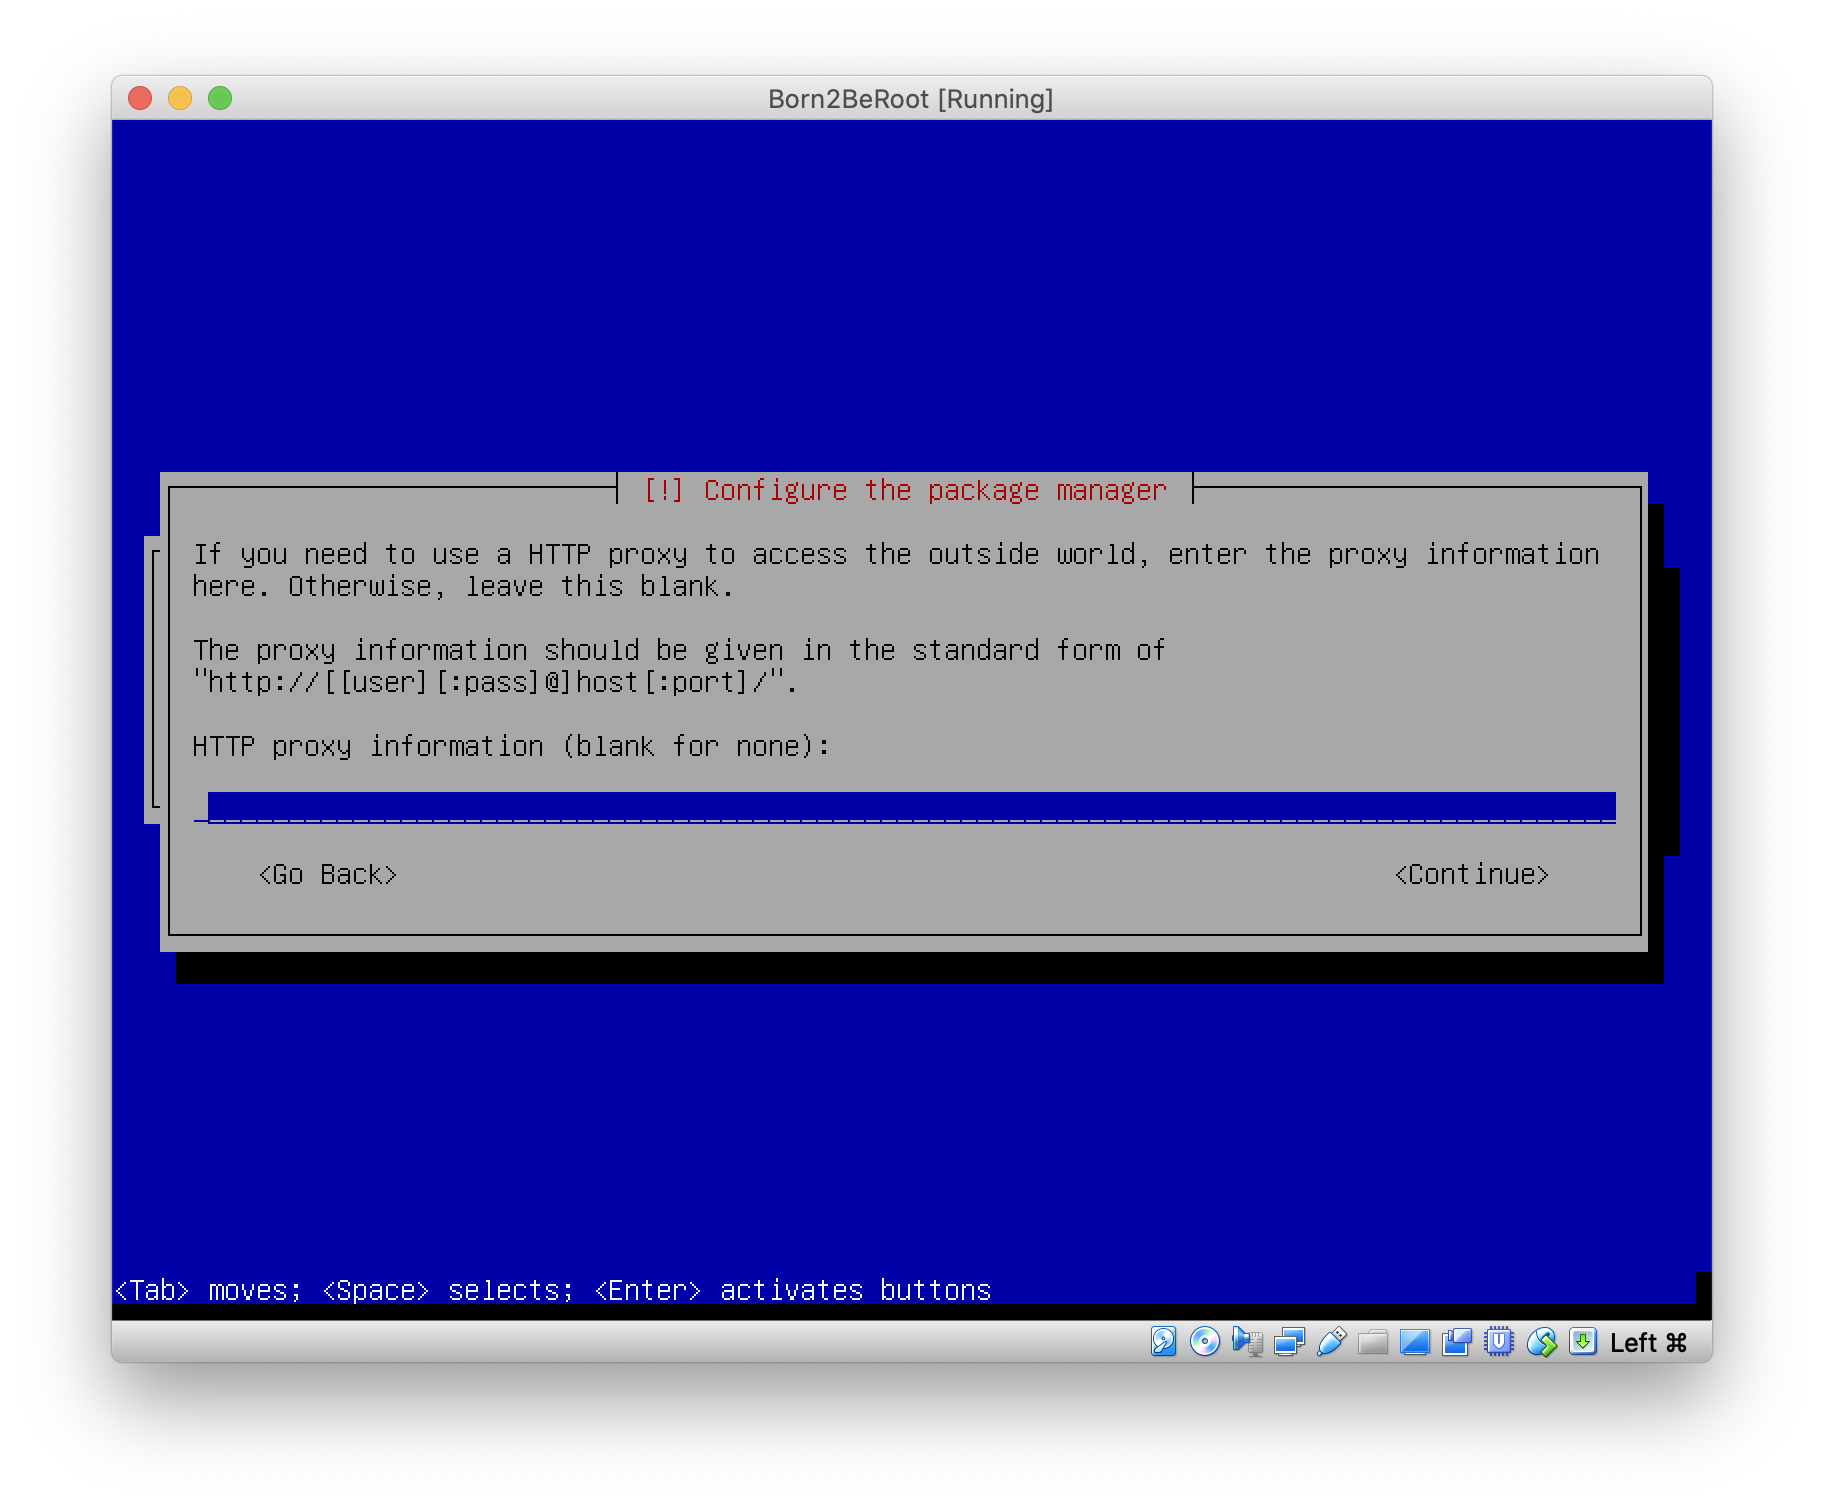 Born2BeRoot [Running]
[!] Configure the package manager
If you need to use a HTTP proxy to access the outside world, enter the proxy information
here. Otherwise, leave this blank.
The proxy information should be given in the standard form of
"http://[[user][:pass]@]host[:port]/".
HTTP proxy information (blank for none):
<Go Back> <Continue>
<Tab> moves; <Space> selects; <Enter> activates buttons
Left ⌘